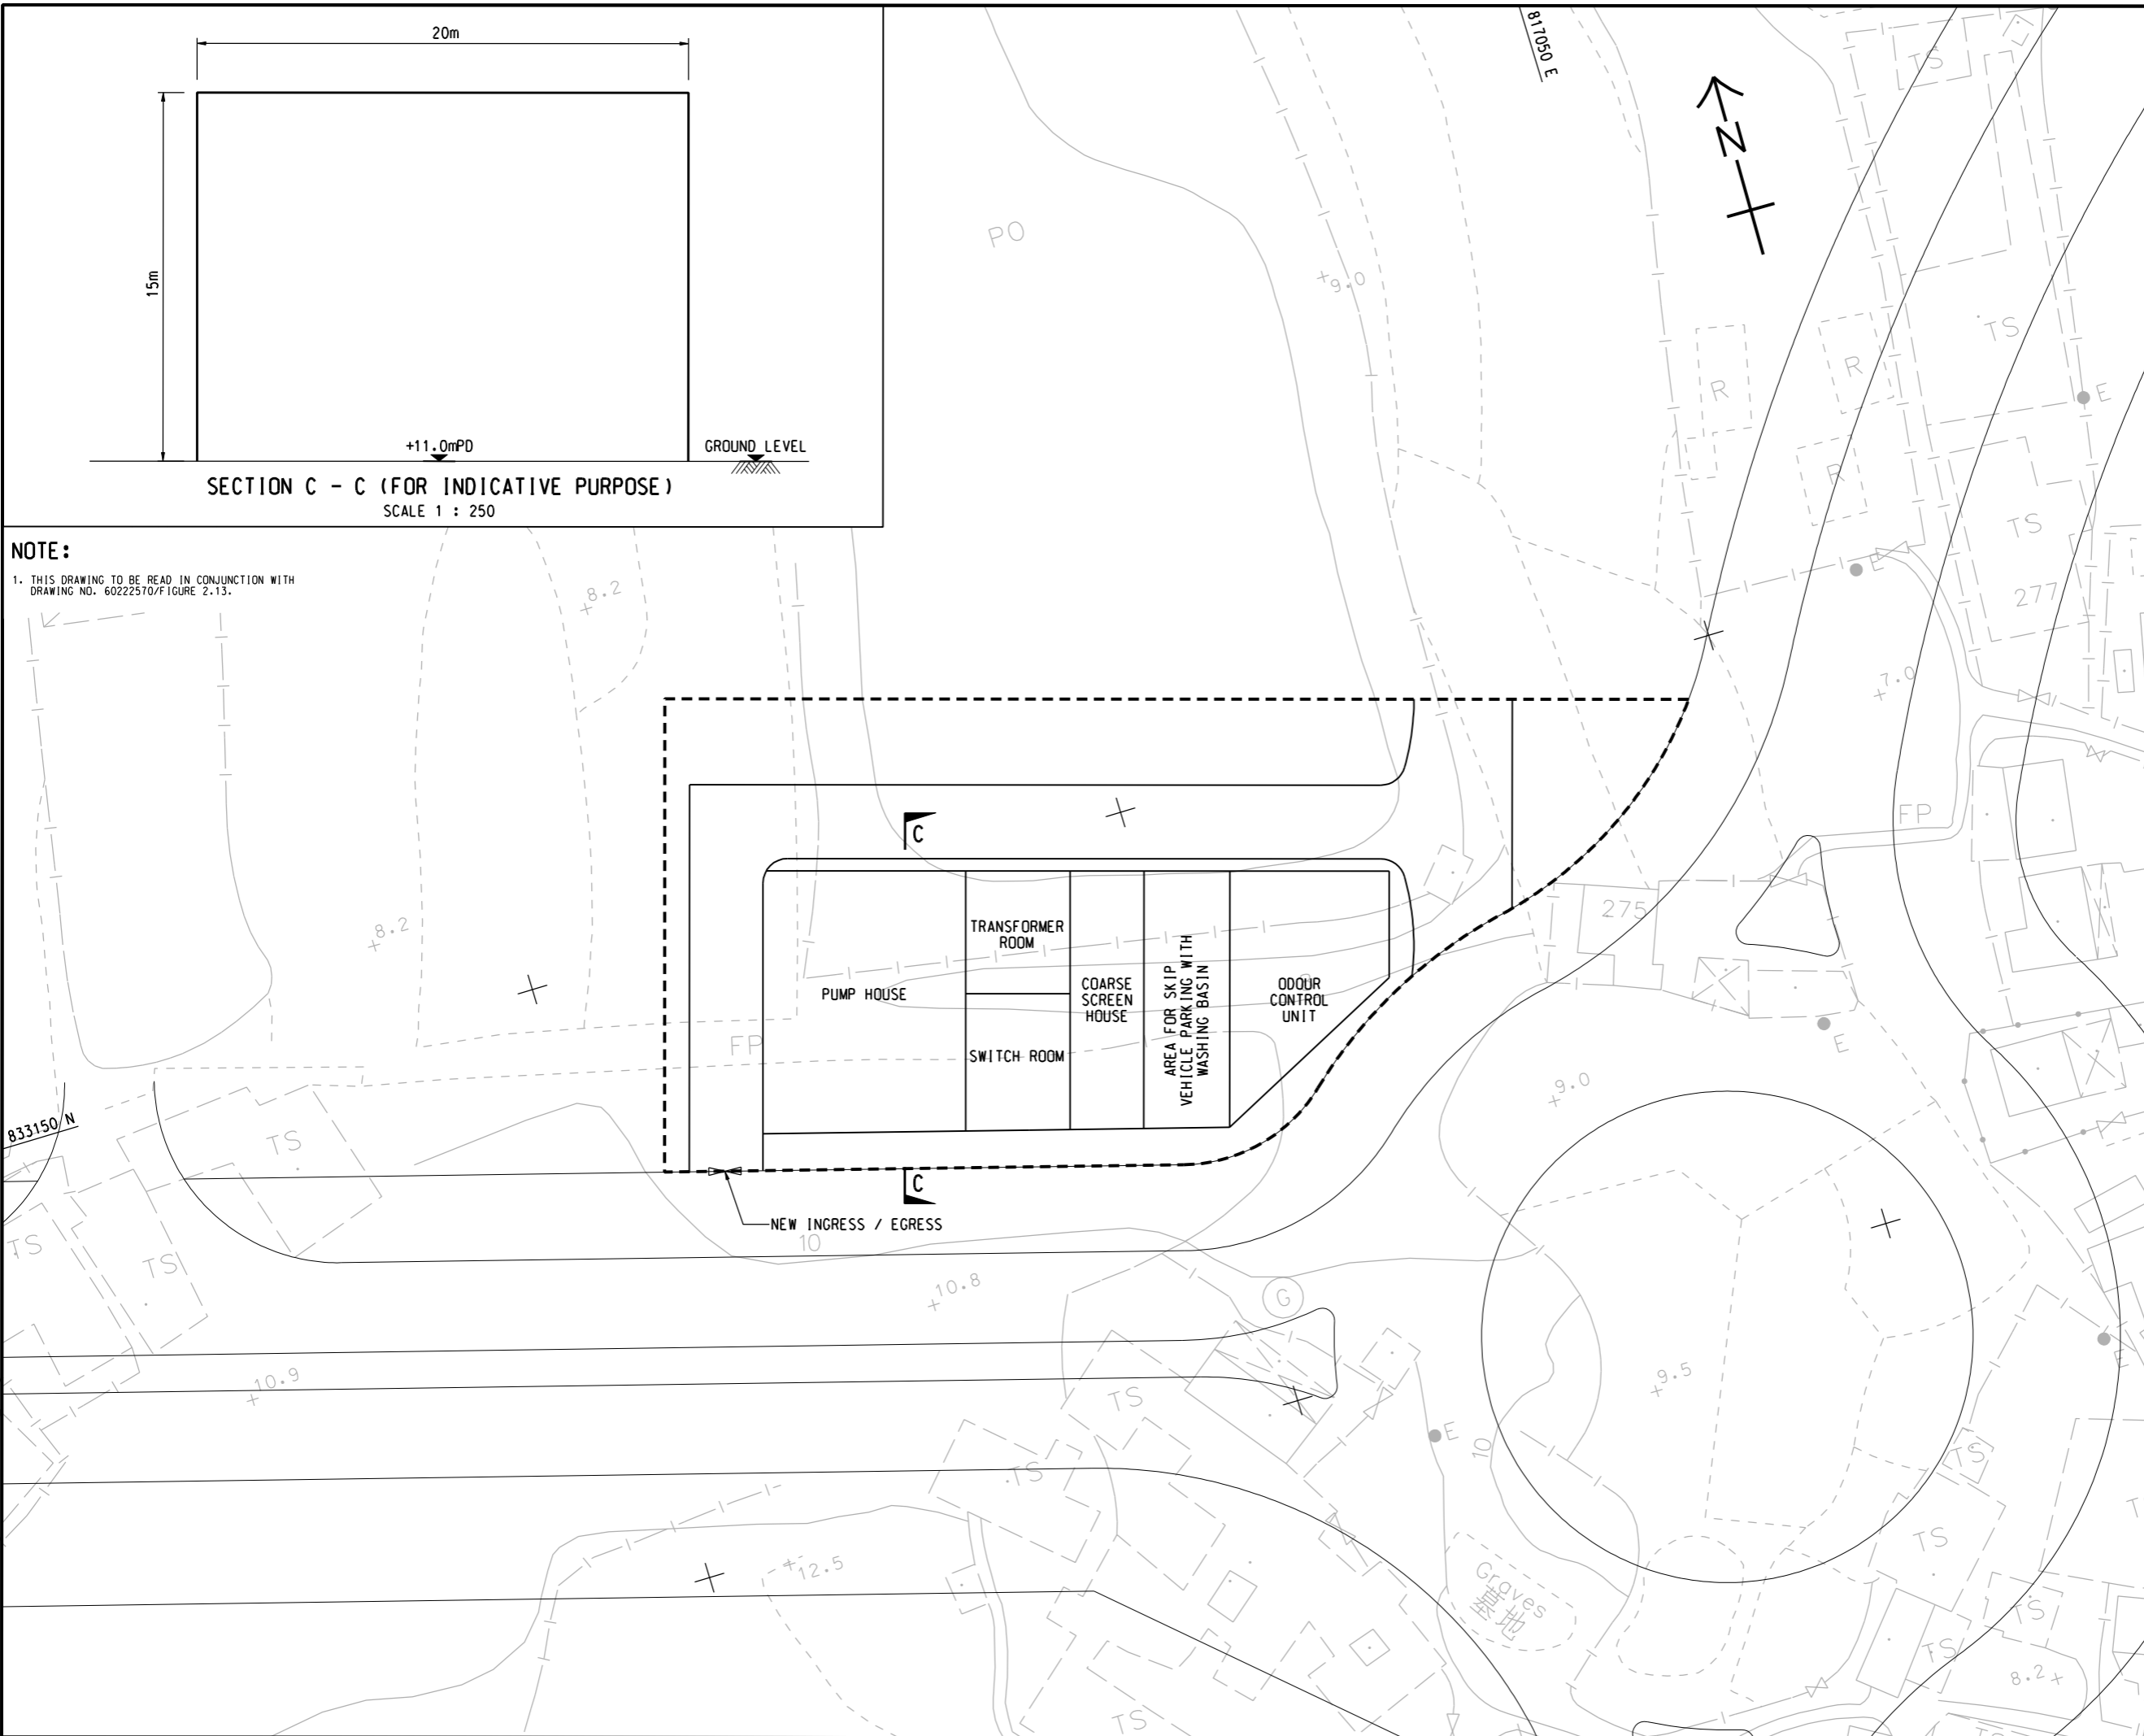 20m
15m
+11.0mPD
GROUND LEVEL
SECTION C - C (FOR INDICATIVE PURPOSE)
SCALE 1 : 250
NOTE:
1. THIS DRAWING TO BE READ IN CONJUNCTION WITH
DRAWING NO. 60222570/FIGURE 2.13.
817050 E
N
TS
PO
9.0
TS
R
R
E
R
TS
E
277
8.2
7.0
FP
C
275
8.2
TRANSFORMER
ROOM
PUMP HOUSE
COARSE
SCREEN
HOUSE
AREA FOR SKIP
VEHICLE PARKING WITH
WASHING BASIN
ODOUR
CONTROL
UNIT
FP
SWITCH ROOM
E
9.0
833150 N
TS
C
NEW INGRESS / EGRESS
10
TS
TS
10.8
G
E
10.9
9.5
TS
E
10
TS
TS
12.5
TS
Graves
墓地
TS
TS
8.2
TS
TS